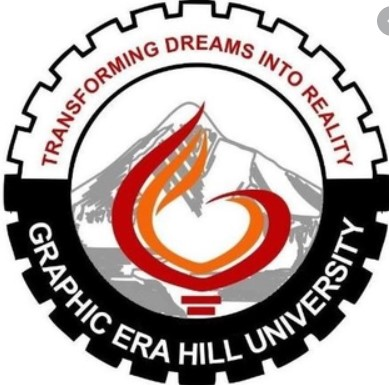 TRANSFORMING DREAMS INTO REALITY
GRAPHIC ERA HILL UNIVERSITY